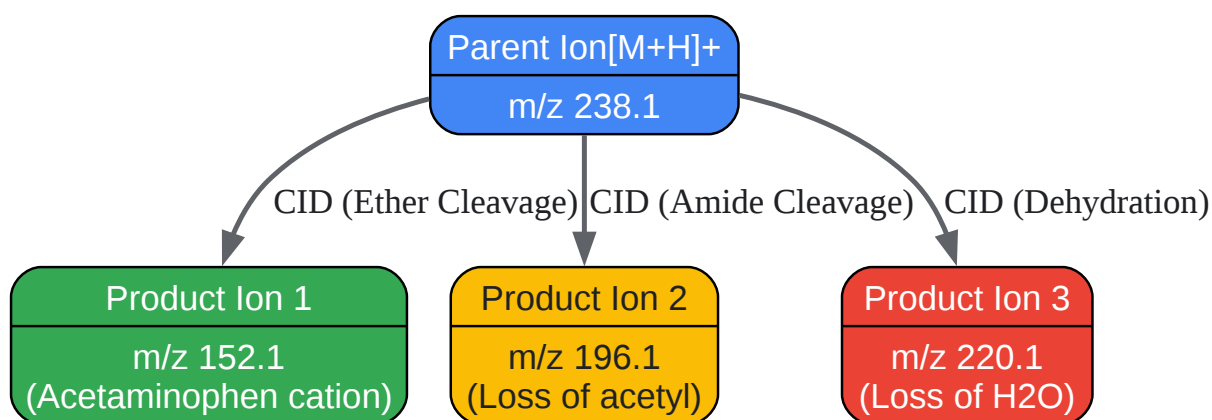 Parent Ion[M+H]+
m/z 238.1
CID (Ether Cleavage)
CID (Amide Cleavage)
CID (Dehydration)
Product Ion 1
m/z 152.1
(Acetaminophen cation)
Product Ion 2
m/z 196.1
(Loss of acetyl)
Product Ion 3
m/z 220.1
(Loss of H2O)